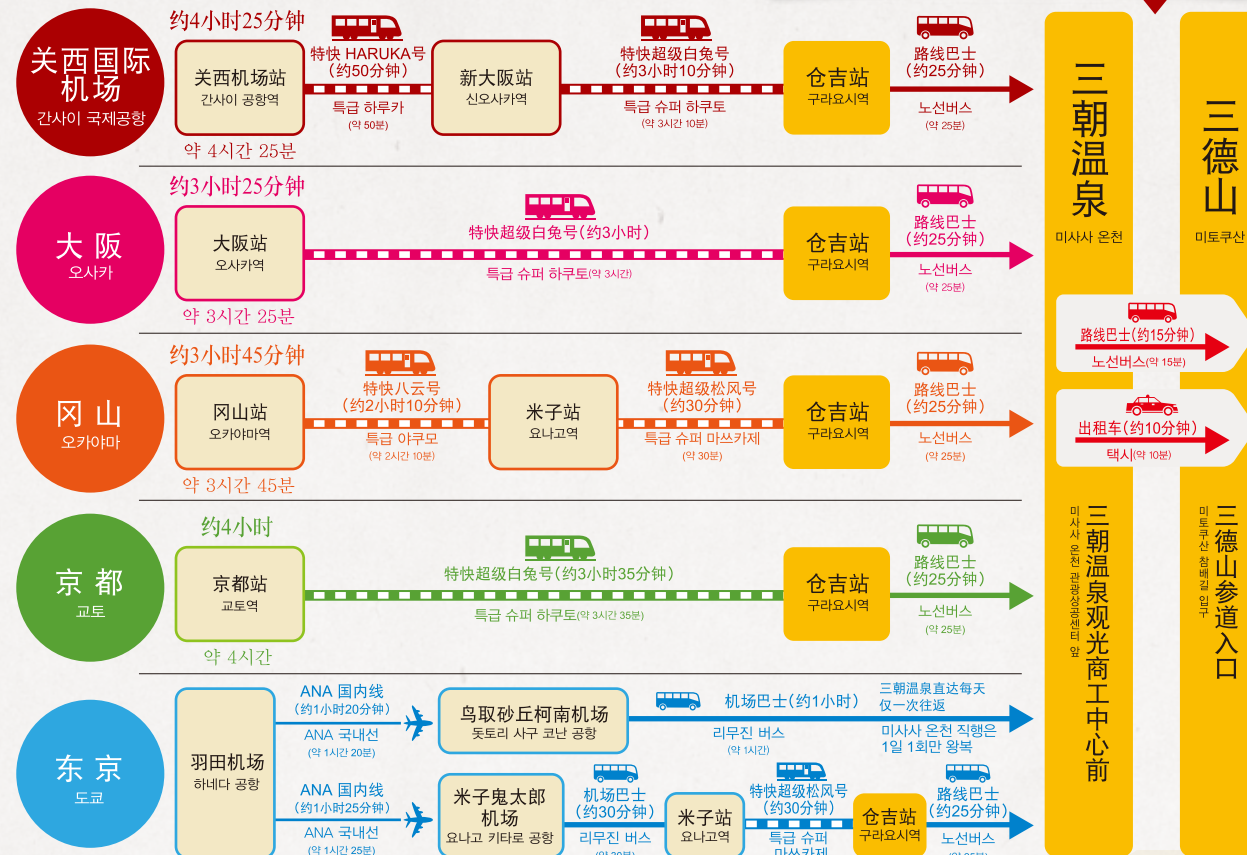 关西国际
机场
간사이 국제공항
约4小时25分钟
关西机场站
간사이 공항역
약 4시간 25분
特快 HARUKA号
(约50分钟)
특급 하루카
(약 50분)
新大阪站
신오사카역
特快超级白兔号
(约3小时10分钟)
특급 슈퍼 하쿠토
(약 3시간 10분)
仓吉站
구라요시역
路线巴士
(约25分钟)
노선버스
(약 25분)
大 阪
오사카
约3小时25分钟
大阪站
오사카역
약 3시간 25분
特快超级白兔号(约3小时)
특급 슈퍼 하쿠토(약 3시간)
仓吉站
구라요시역
路线巴士
(约25分钟)
노선버스
(약 25분)
冈 山
오카야마
约3小时45分钟
冈山站
오카야마역
약 3시간 45분
特快八云号
(约2小时10分钟)
특급 야쿠모
(약 2시간 10분)
米子站
요나고역
特快超级松风号
(约30分钟)
특급 슈퍼 마쓰카제
(약 30분)
仓吉站
구라요시역
路线巴士
(约25分钟)
노선버스
(약 25분)
京 都
교토
约4小时
京都站
교토역
약 4시간
特快超级白兔号(约3小时35分钟)
특급 슈퍼 하쿠토(약 3시간 35분)
仓吉站
구라요시역
路线巴士
(约25分钟)
노선버스
(약 25분)
东 京
도쿄
羽田机场
하네다 공항
ANA 国内线
(约1小时20分钟)
ANA 국내선
(약 1시간 20분)
鸟取砂丘柯南机场
돗토리 사구 코난 공항
机场巴士(约1小时)
리무진 버스
(약 1시간)
三朝温泉直达每天
仅一次往返
미사사 온천 직행은
1일 1회만 왕복
ANA 国内线
(约1小时25分钟)
ANA 국내선
(약 1시간 25분)
米子鬼太郎
机场
요나고 키타로 공항
机场巴士
(约30分钟)
리무진 버스
米子站
요나고역
特快超级松风号
(约30分钟)
특급 슈퍼
마쓰카제
仓吉站
구라요시역
路线巴士
(约25分钟)
노선버스
三朝温泉
미사사 온천
三德山
미토쿠산
路线巴士(约15分钟)
노선버스(약 15분)
出租车(约10分钟)
택시(약 10분)
三朝温泉观光商工中心前
미사사 온천 관광상공센터 앞
三德山参道入口
미토쿠산 참배길 입구